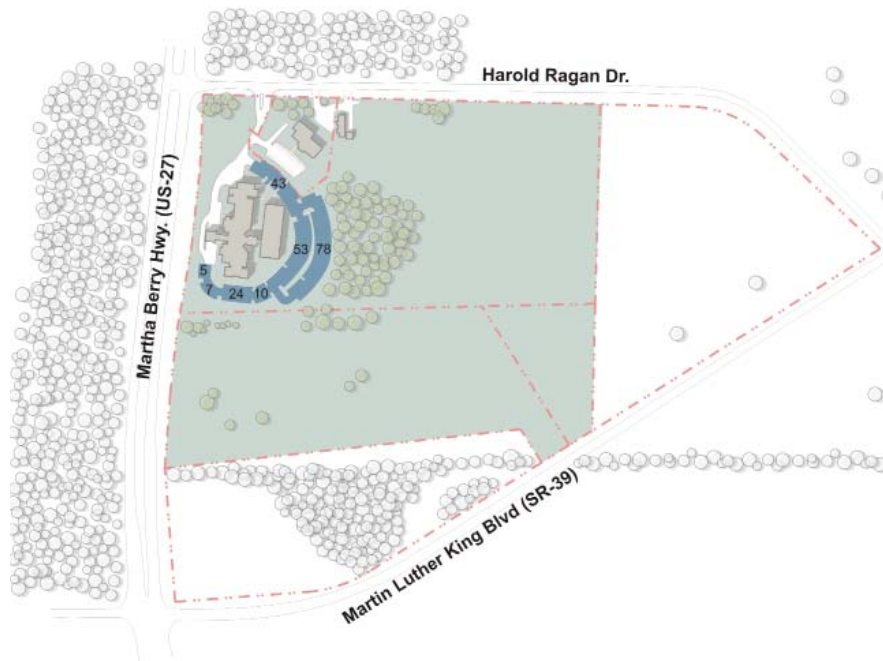 Harold Ragan Dr.
Martha Berry Hwy. (US-27)
43
53
78
5
7
24
10
Martin Luther King Blvd (SR-39)